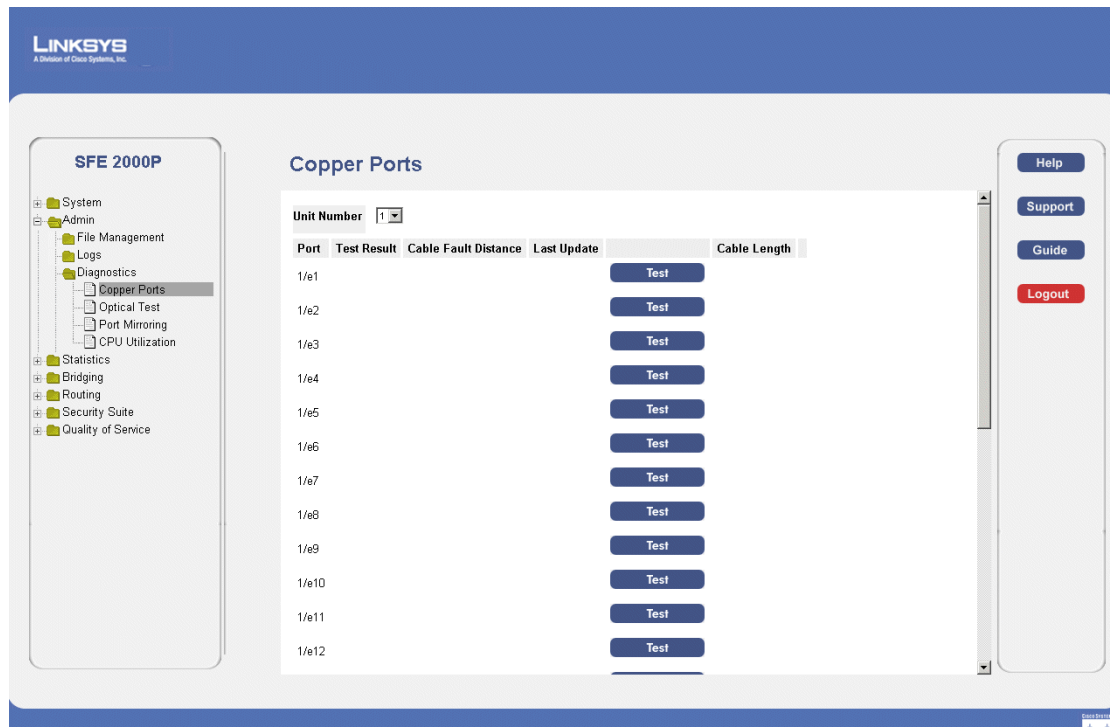 LINKSYS
A Division of Cisco Systems, Inc.
SFE 2000P
System
Admin
File Management
Logs
Diagnostics
Copper Ports
Optical Test
Port Mirroring
CPU Utilization
Statistics
Bridging
Routing
Security Suite
Quality of Service
Copper Ports
Unit Number 1
Port Test Result Cable Fault Distance Last Update Cable Length
1/e1 Test
1/e2 Test
1/e3 Test
1/e4 Test
1/e5 Test
1/e6 Test
1/e7 Test
1/e8 Test
1/e9 Test
1/e10 Test
1/e11 Test
1/e12 Test
Help
Support
Guide
Logout